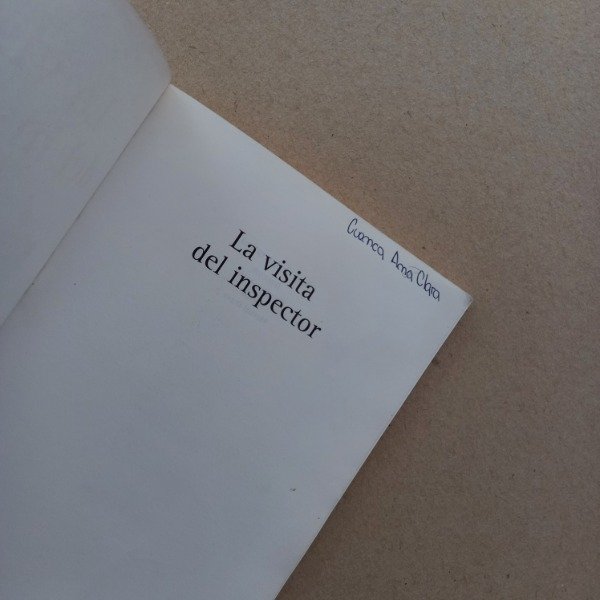 Cuenca, Ana Clara
La visita
del inspector